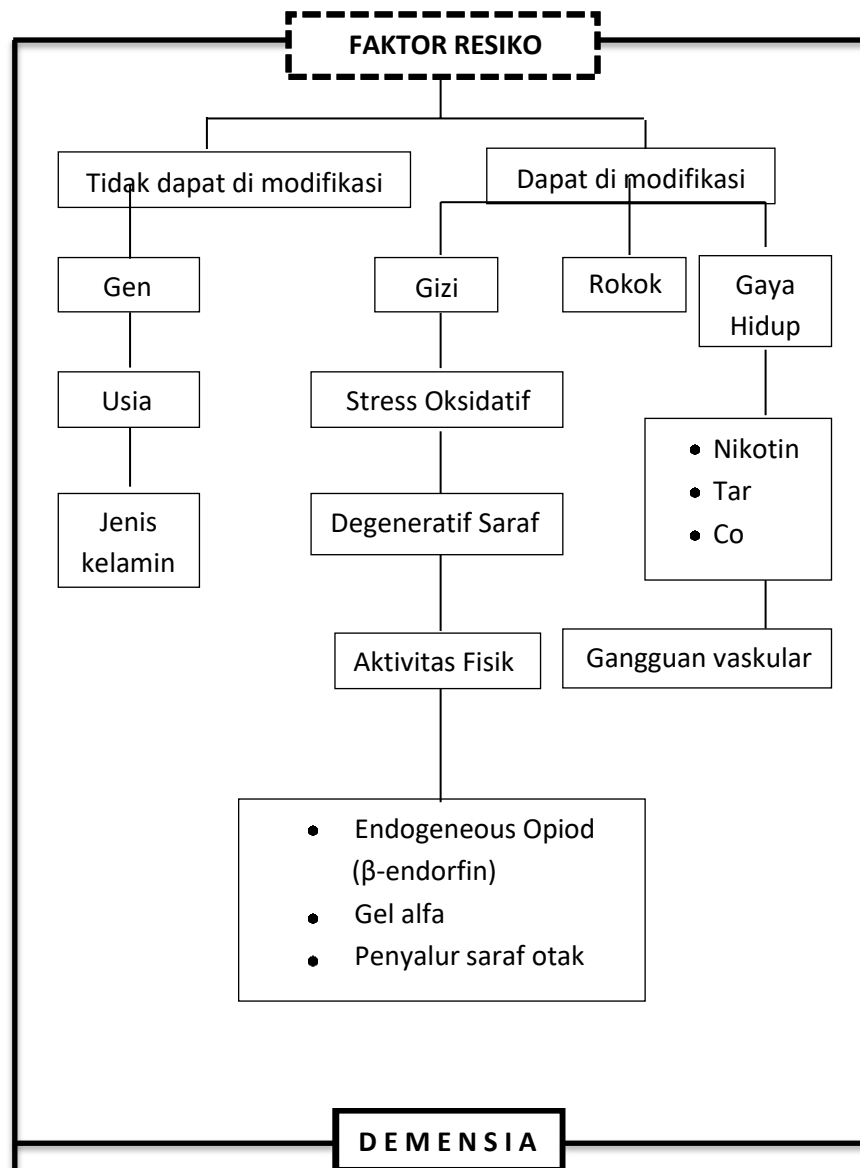 FAKTOR RESIKO
Tidak dapat di modifikasi
Dapat di modifikasi
Gen
Gizi
Rokok
Gaya
Hidup
Usia
Stress Oksidatif
• Nikotin
• Tar
• Co
Jenis
kelamin
Degeneratif Saraf
Aktivitas Fisik
Gangguan vaskular
• Endogeneous Opiod
(β-endorfin)
• Gel alfa
• Penyalur saraf otak
D E M E N S I A